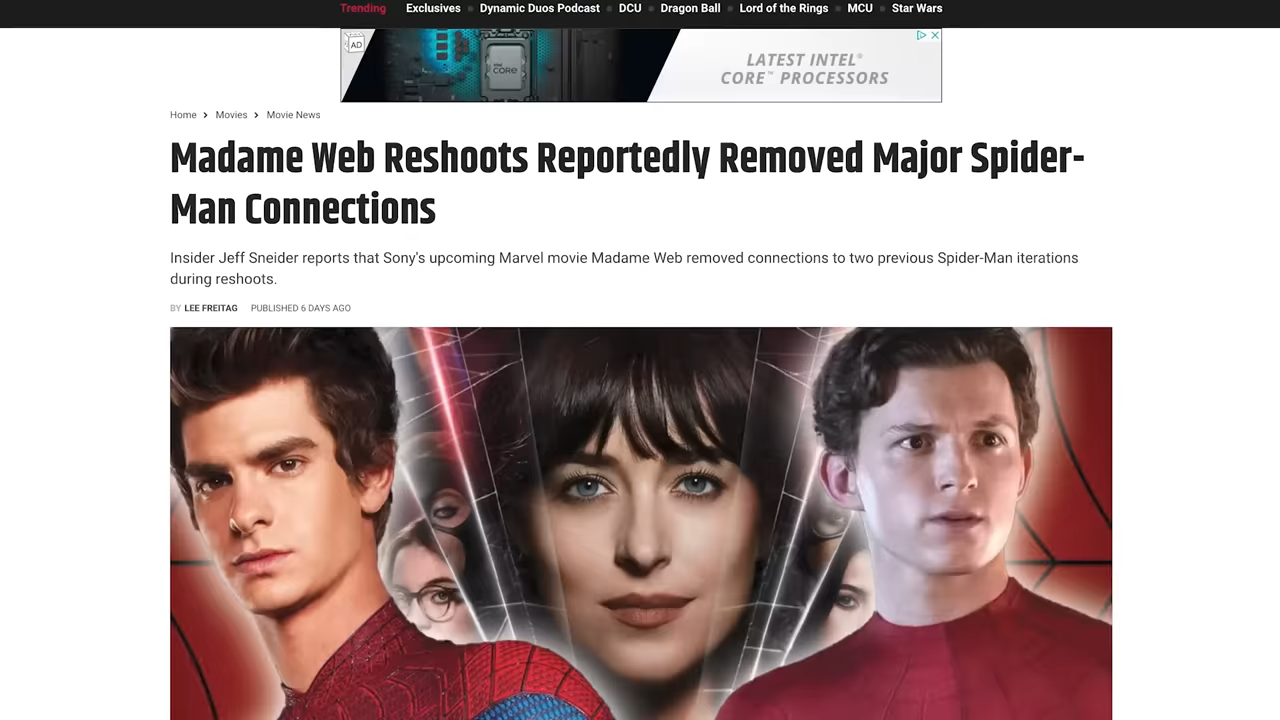 Trending Exclusives Dynamic Duos Podcast DCU Dragon Ball Lord of the Rings MCU Star Wars
AD
intel
CORE
LATEST INTEL®
CORE™ PROCESSORS
Home > Movies > Movie News
Madame Web Reshoots Reportedly Removed Major Spider-
Man Connections
Insider Jeff Sneider reports that Sony's upcoming Marvel movie Madame Web removed connections to two previous Spider-Man iterations
during reshoots.
BY LEE FREITAG PUBLISHED 6 DAYS AGO